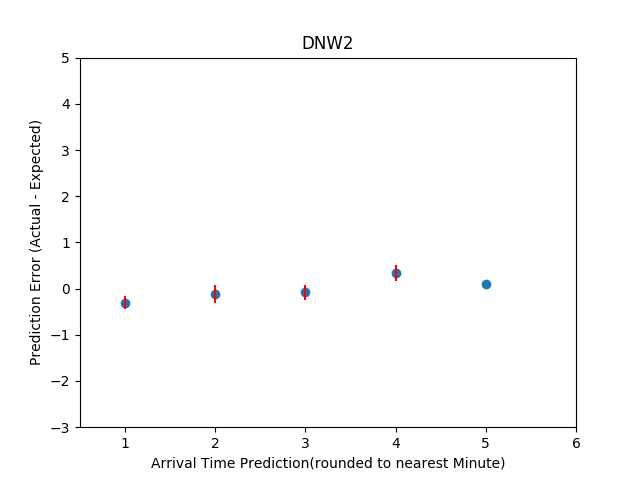 DNW2
5
4
3
2
1
0
−1
−2
−3
Prediction Error (Actual - Expected)
1 2 3 4 5 6
Arrival Time Prediction(rounded to nearest Minute)